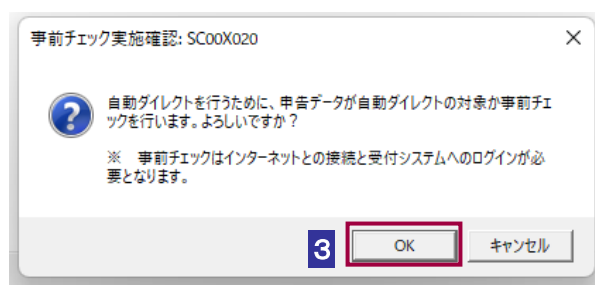 事前チェック実施確認: SC00X020
自動ダイレクトを行うために、申告データが自動ダイレクトの対象か事前チェ
ックを行います。よろしいですか？
※　事前チェックはインターネットとの接続と受付システムへのログインが必
要となります。
3
OK
キャンセル